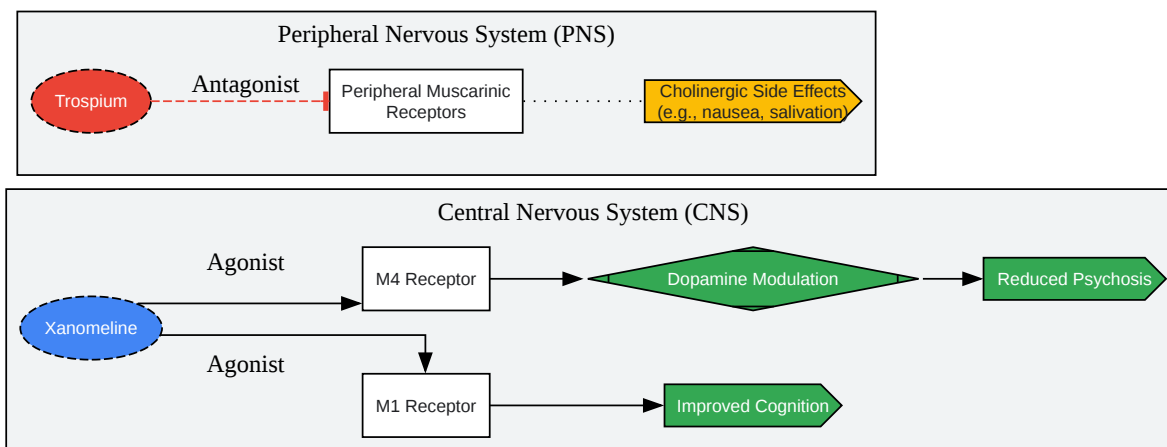 Peripheral Nervous System (PNS)
Trospium
Antagonist
Peripheral Muscarinic
Receptors
Cholinergic Side Effects
(e.g., nausea, salivation)
Central Nervous System (CNS)
Xanomeline
Agonist
M4 Receptor
Dopamine Modulation
Reduced Psychosis
Agonist
M1 Receptor
Improved Cognition